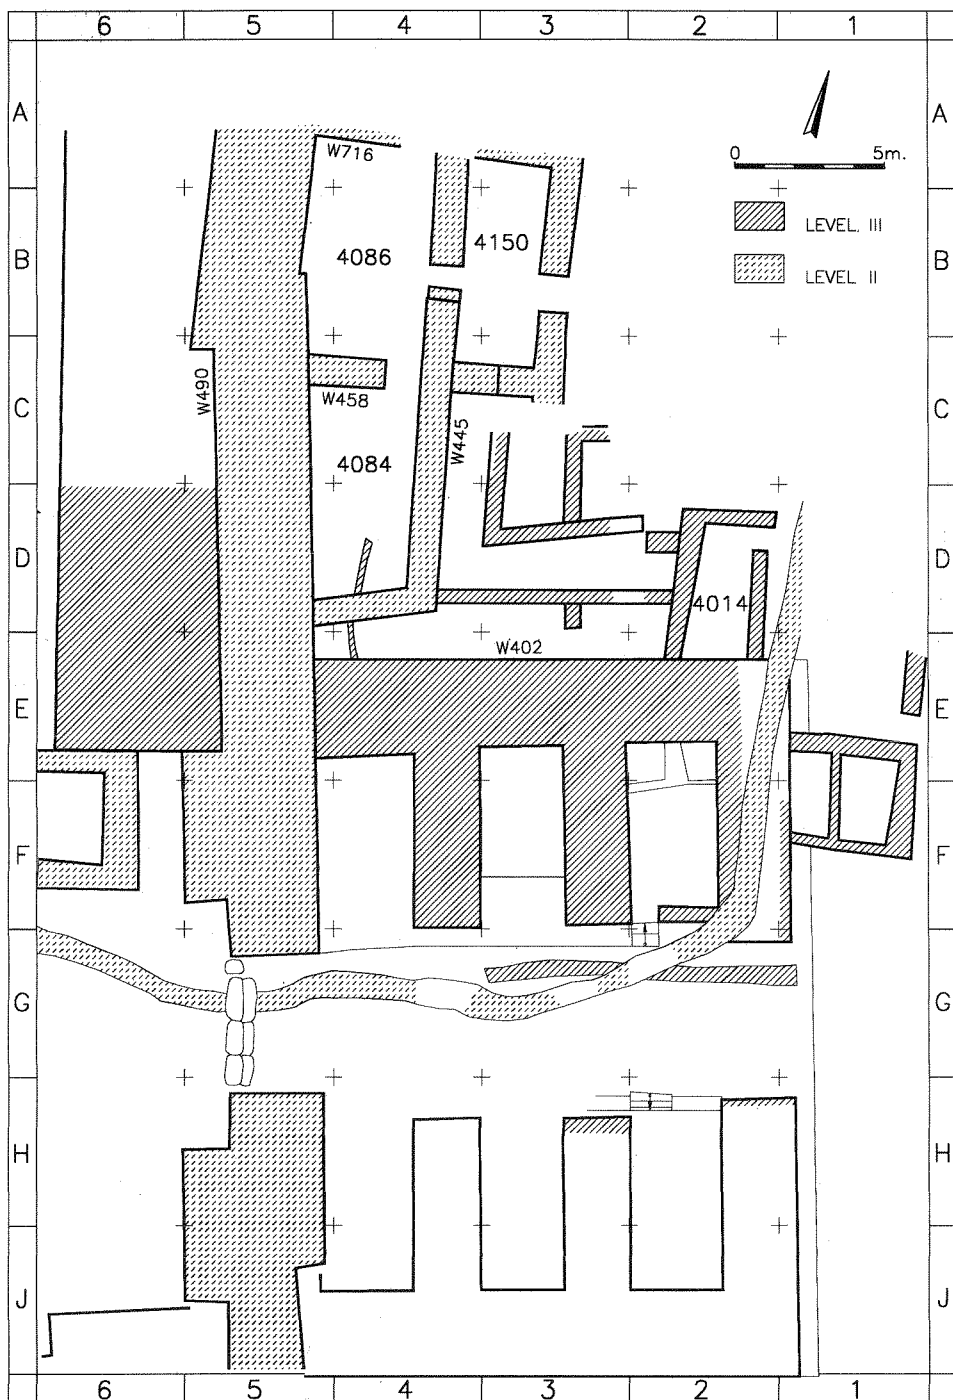 6 5 4 3 2 1
A A
W716
0 5m.
LEVEL III
B 4086 4150 B
LEVEL II
C W490 W458 W445 C
4084
D 4014 D
W402
E E
F F
G G
H H
J J
6 5 4 3 2 1